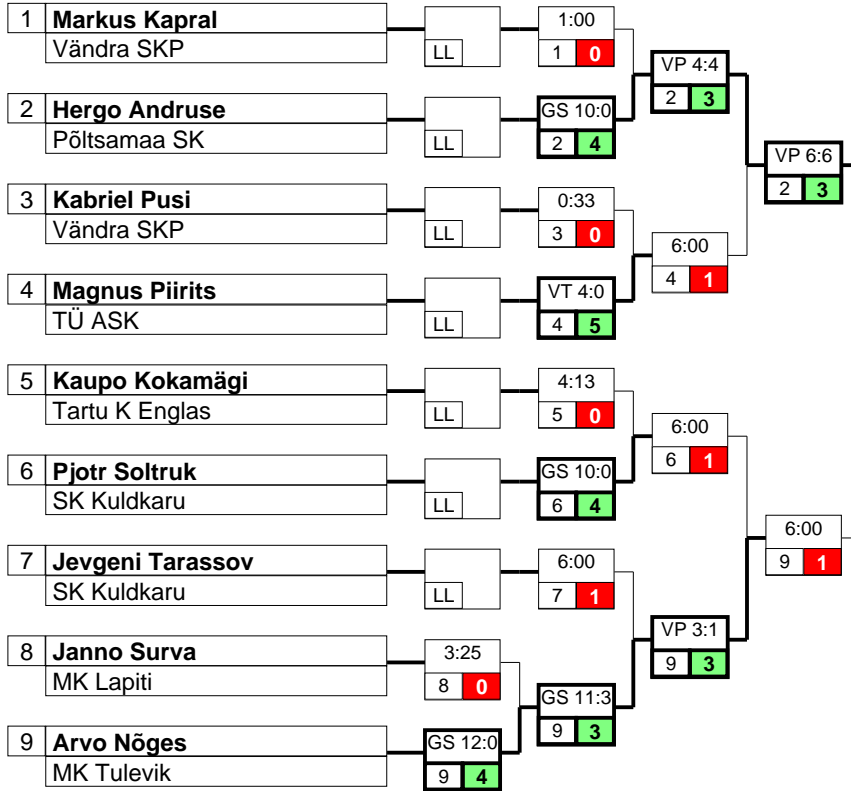 1 Markus Kapral
Vändra SKP
LL
1:00
1 0
VP 4:4
2 3
2 Hergo Andruse
Põltsamaa SK
LL
GS 10:0
2 4
VP 6:6
2 3
3 Kabriel Pusi
Vändra SKP
LL
0:33
3 0
6:00
4 1
4 Magnus Piirits
TÜ ASK
LL
VT 4:0
4 5
5 Kaupo Kokamägi
Tartu K Englas
LL
4:13
5 0
6:00
6 1
6 Pjotr Soltruk
SK Kuldkaru
LL
GS 10:0
6 4
6:00
9 1
7 Jevgeni Tarassov
SK Kuldkaru
LL
6:00
7 1
VP 3:1
9 3
8 Janno Surva
MK Lapiti
3:25
8 0
GS 11:3
9 3
9 Arvo Nõges
MK Tulevik
GS 12:0
9 4